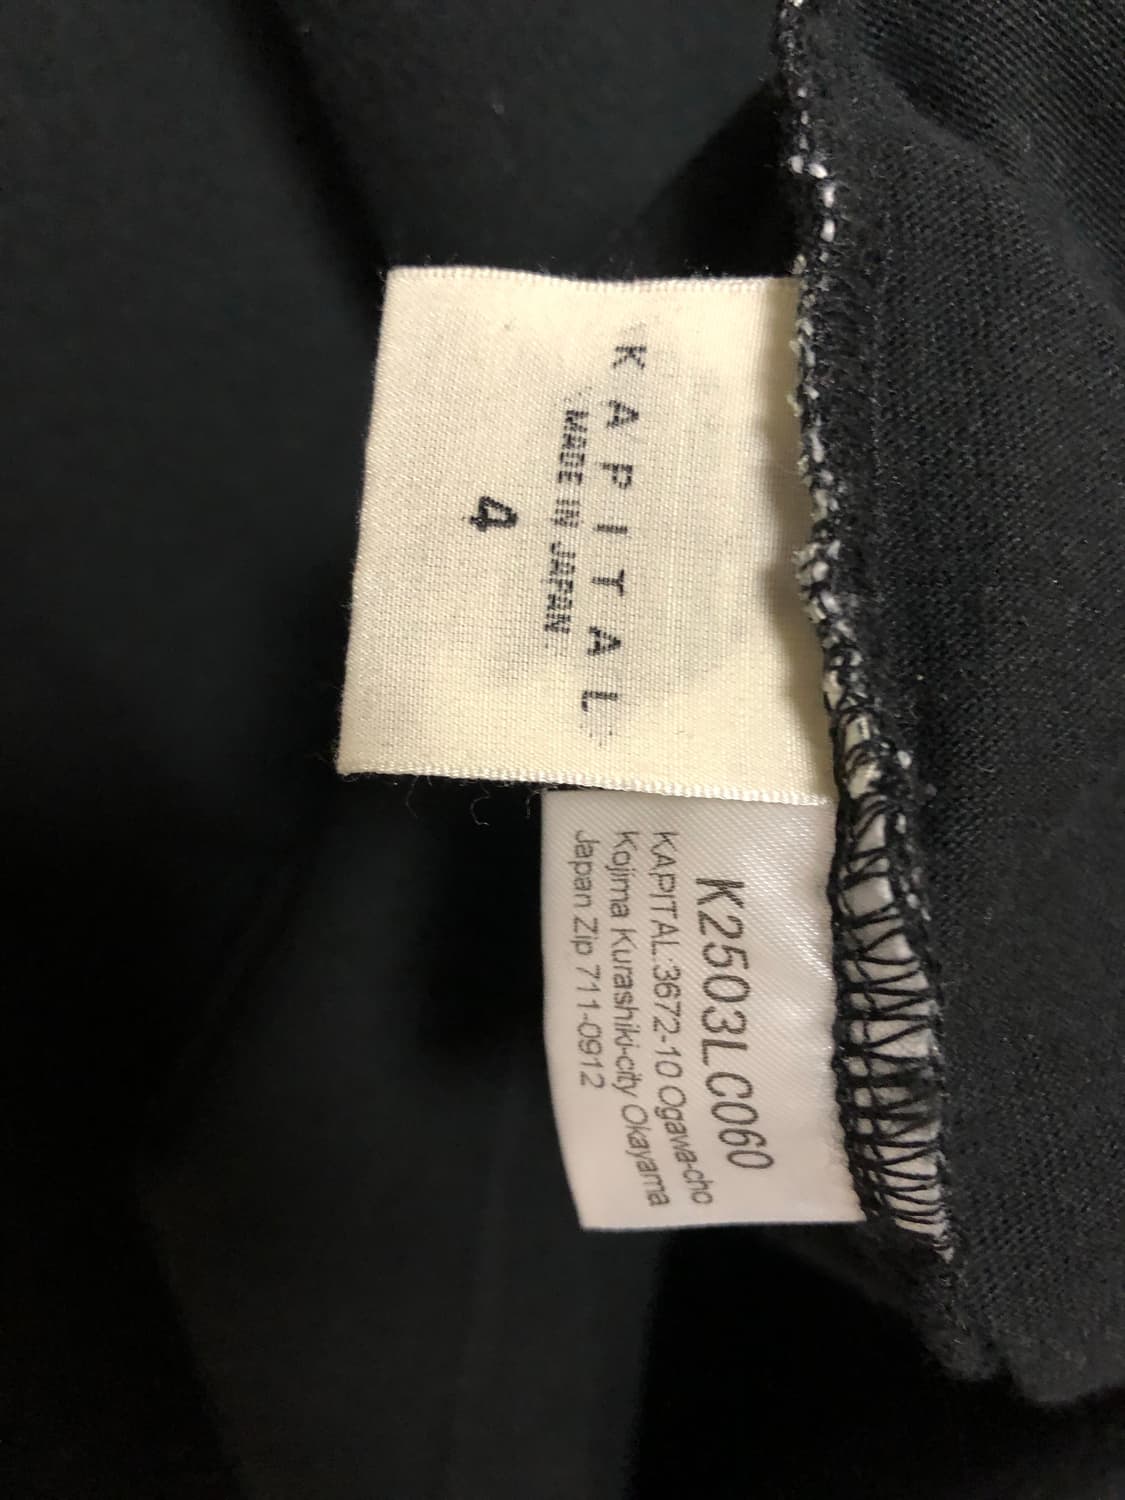 KAPITAL
MADE IN JAPAN
4
K2503LC060
KAPITAL:3672-10 Ogawa-cho
Kojima Kurashiki-city Okayama
Japan Zip 711-0912